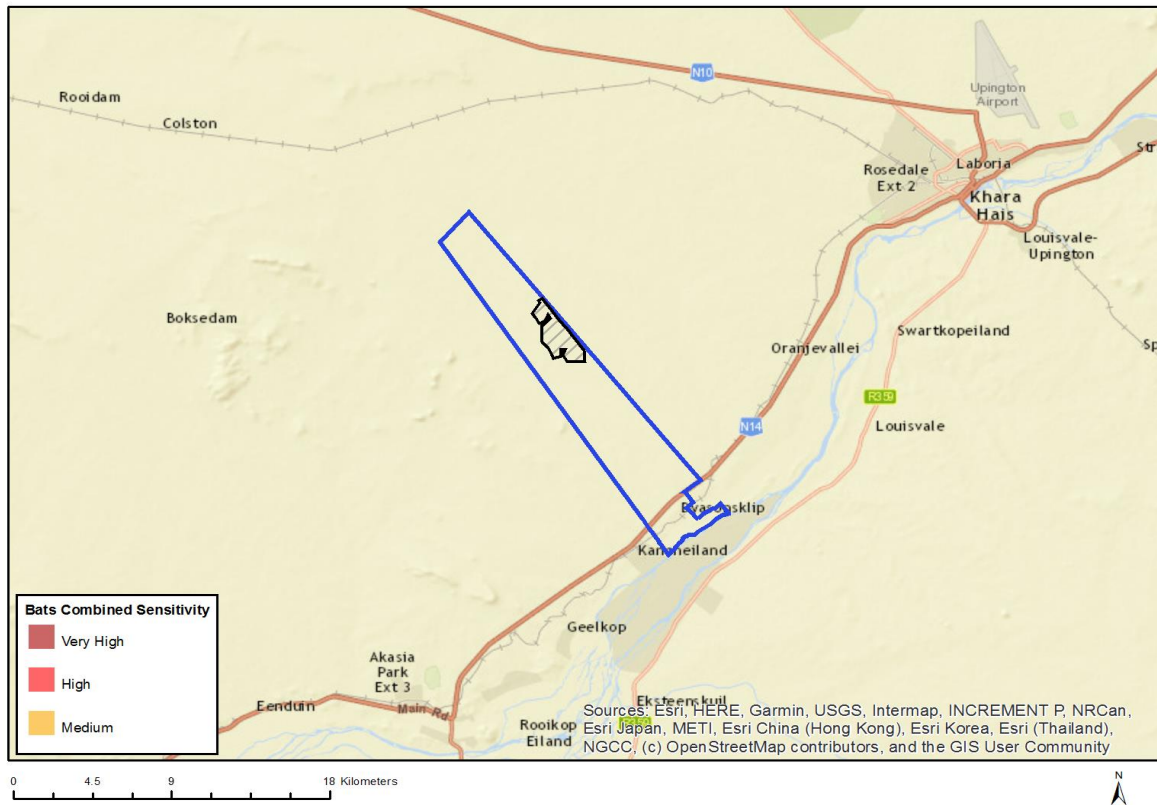 N10
Rooidam
Colston
Upington
Airport
Str
Rosedale
Ext 2
Laboria
Khara
Hais
Louisvale-
Upington
Boksedam
Swartkopeiland
Oranjevallei
Sp
R359
N14
Louisvale
Geelkop
Akasia
Park
Ext 3
Eenduin
Main Rd
Eksteenskuil
Rooikop
Eiland
Bats Combined Sensitivity
Very High
High
Medium
Sources: Esri, HERE, Garmin, USGS, Intermap, INCREMENT P, NRCan,
Esri Japan, METI, Esri China (Hong Kong), Esri Korea, Esri (Thailand),
NGCC, (c) OpenStreetMap contributors, and the GIS User Community
0 4.5 9 18 Kilometers
N